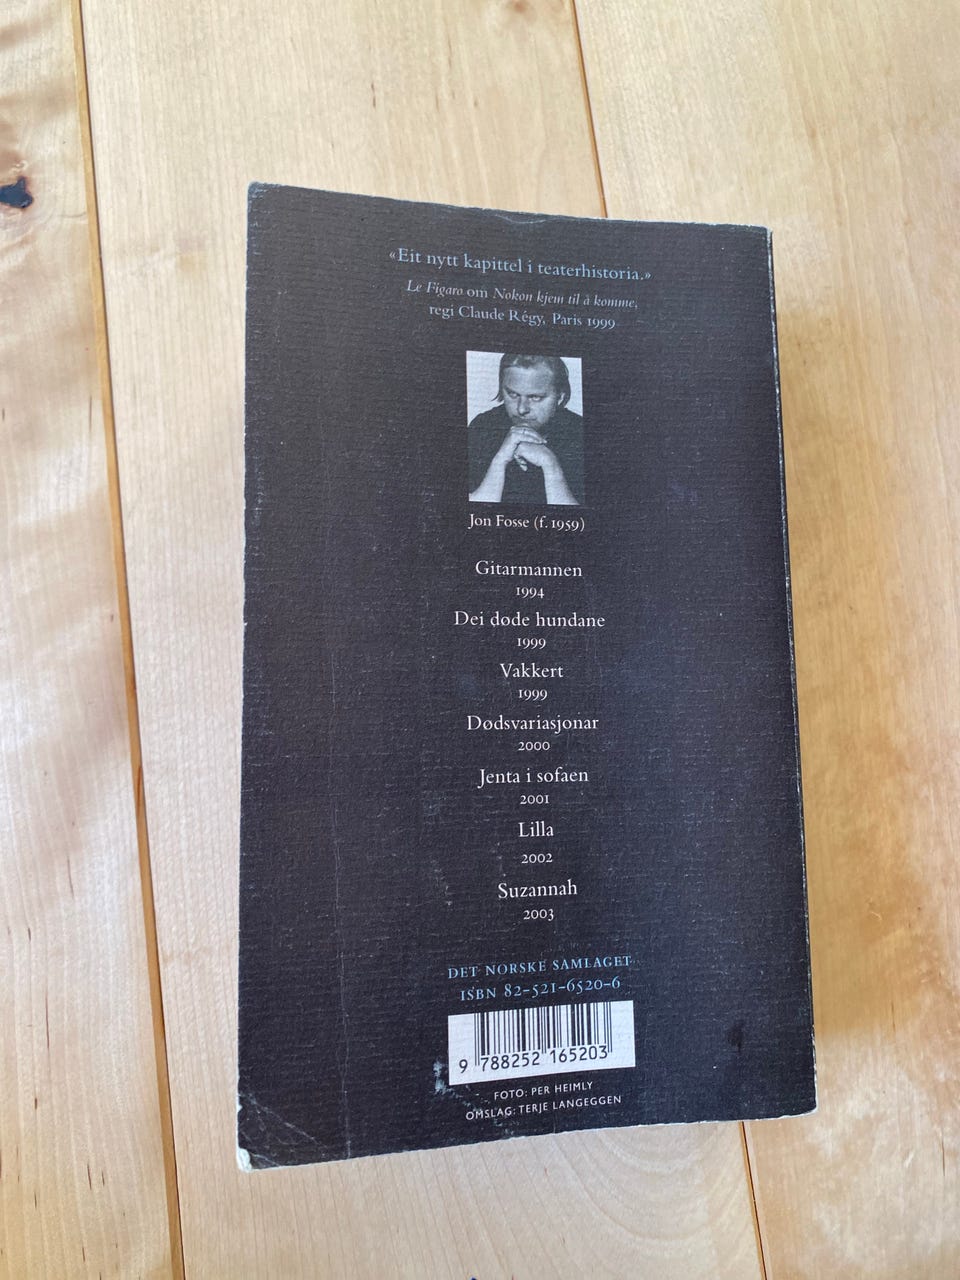 «Eit nytt kapittel i teaterhistoria.»
Le Figaro om Nokon kjem til å komme,
regi Claude Régy, Paris 1999
Jon Fosse (f. 1959)
Gitarmannen
1994
Dei døde hundane
1999
Vakkert
1999
Dødsvariasjonar
2000
Jenta i sofaen
2001
Lilla
2002
Suzannah
2003
DET NORSKE SAMLAGET
ISBN 82-521-6520-6
9 788252 165203
FOTO: PER HEIMLY
OMSLAG: TERJE LANGEGGEN